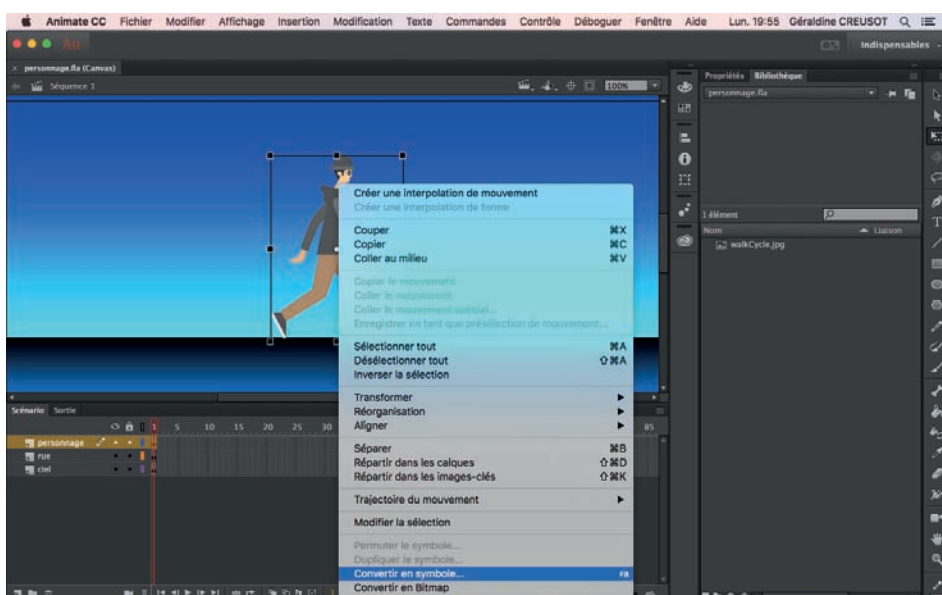 Animate CC Fichier Modifier Affichage Insertion Modification Texte Commandes Contrôle Déboguer Fenêtre Aide Lun. 19:55 Géraldine CREUSOT
An Indispensables
× personnage.fla (Canvas)
Séquence 1 100%
Propriétés Bibliothèque
personnage.fla
1 élément
Nom Liaison
walkCycle.jpg
Créer une interpolation de mouvement
Créer une interpolation de forme
Couper ⌘X
Copier ⌘C
Coller au milieu ⌘V
Copier le mouvement
Coller le mouvement
Coller le mouvement spécial...
Enregistrer en tant que présélection de mouvement...
Sélectionner tout ⌘A
Désélectionner tout ⇧⌘A
Inverser la sélection
Transformer ▶
Réorganisation ▶
Aligner ▶
Séparer ⌘B
Répartir dans les calques ⇧⌘D
Répartir dans les images-clés ⇧⌘K
Trajectoire du mouvement ▶
Modifier la sélection
Permuter le symbole...
Dupliquer le symbole...
Convertir en symbole... F8
Convertir en Bitmap
Scénario Sortie
1 5 10 15 20 25 30 85
personnage
rue
ciel